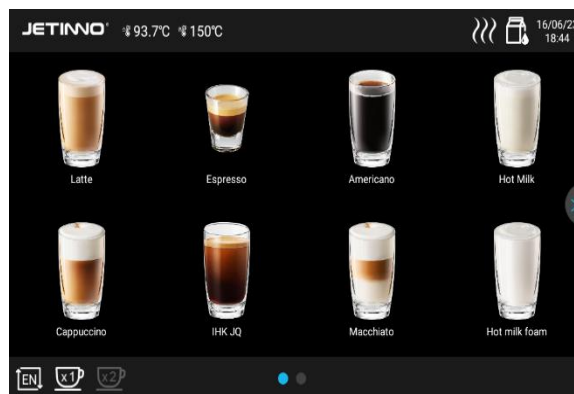 JETINNO® 93.7℃ 150℃
16/06/22
18:44
Latte Espresso Americano Hot Milk
Cappuccino IHK JQ Macchiato Hot milk foam
EN x1 x2